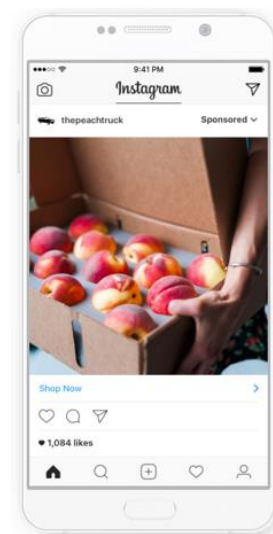 9:41 PM
Instagram
thepeachtruck Sponsored
Shop Now
1,084 likes